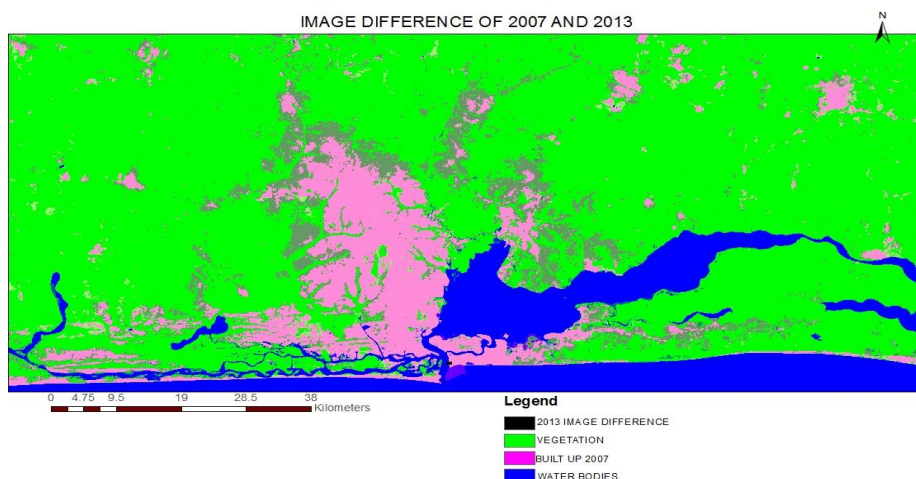 IMAGE DIFFERENCE OF 2007 AND 2013
N
0 4.75 9.5 19 28.5 38
Kilometers
Legend
2013 IMAGE DIFFERENCE
VEGETATION
BUILT UP 2007
WATER BODIES